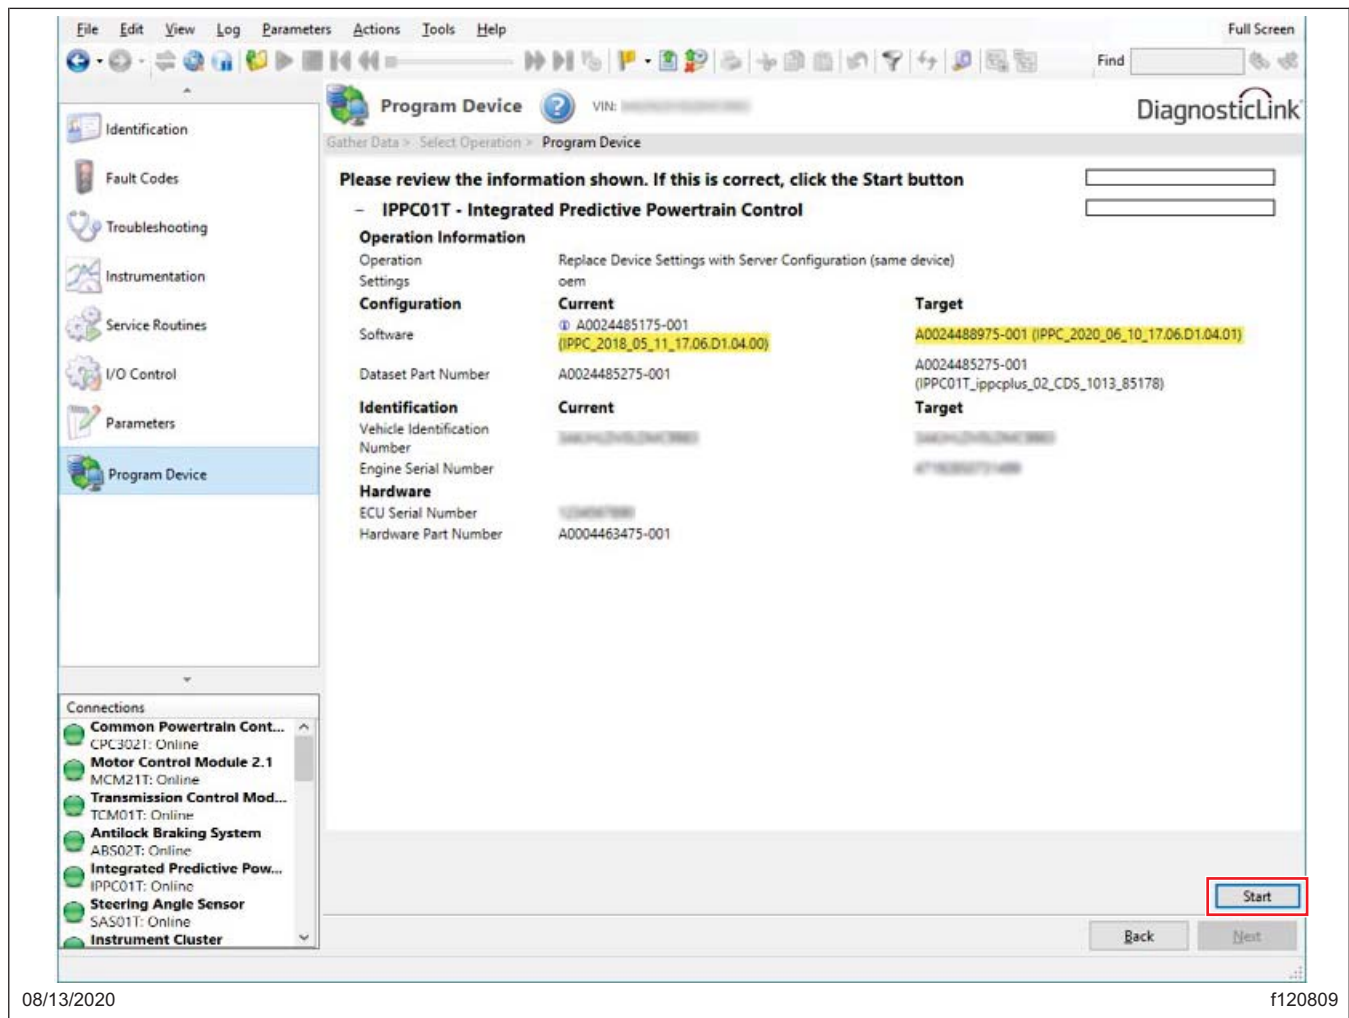 File Edit View Log Parameters Actions Tools Help Full Screen
Find
Program Device VIN:
DiagnosticLink
Gather Data > Select Operation > Program Device
Identification
Fault Codes
Troubleshooting
Instrumentation
Service Routines
I/O Control
Parameters
Program Device
Please review the information shown. If this is correct, click the Start button
– IPPC01T - Integrated Predictive Powertrain Control
Operation Information
Operation Replace Device Settings with Server Configuration (same device)
Settings oem
Configuration Current Target
Software A0024485175-001
(IPPC_2018_05_11_17.06.D1.04.00) A0024488975-001 (IPPC_2020_06_10_17.06.D1.04.01)
Dataset Part Number A0024485275-001 A0024485275-001
(IPPC01T_ippcplus_02_CDS_1013_85178)
Identification Current Target
Vehicle Identification
Number
Engine Serial Number
Hardware
ECU Serial Number
Hardware Part Number A0004463475-001
Connections
Common Powertrain Cont...
CPC302T: Online
Motor Control Module 2.1
MCM21T: Online
Transmission Control Mod...
TCM01T: Online
Antilock Braking System
ABS02T: Online
Integrated Predictive Pow...
IPPC01T: Online
Steering Angle Sensor
SAS01T: Online
Instrument Cluster
Start
Back Next
08/13/2020 f120809